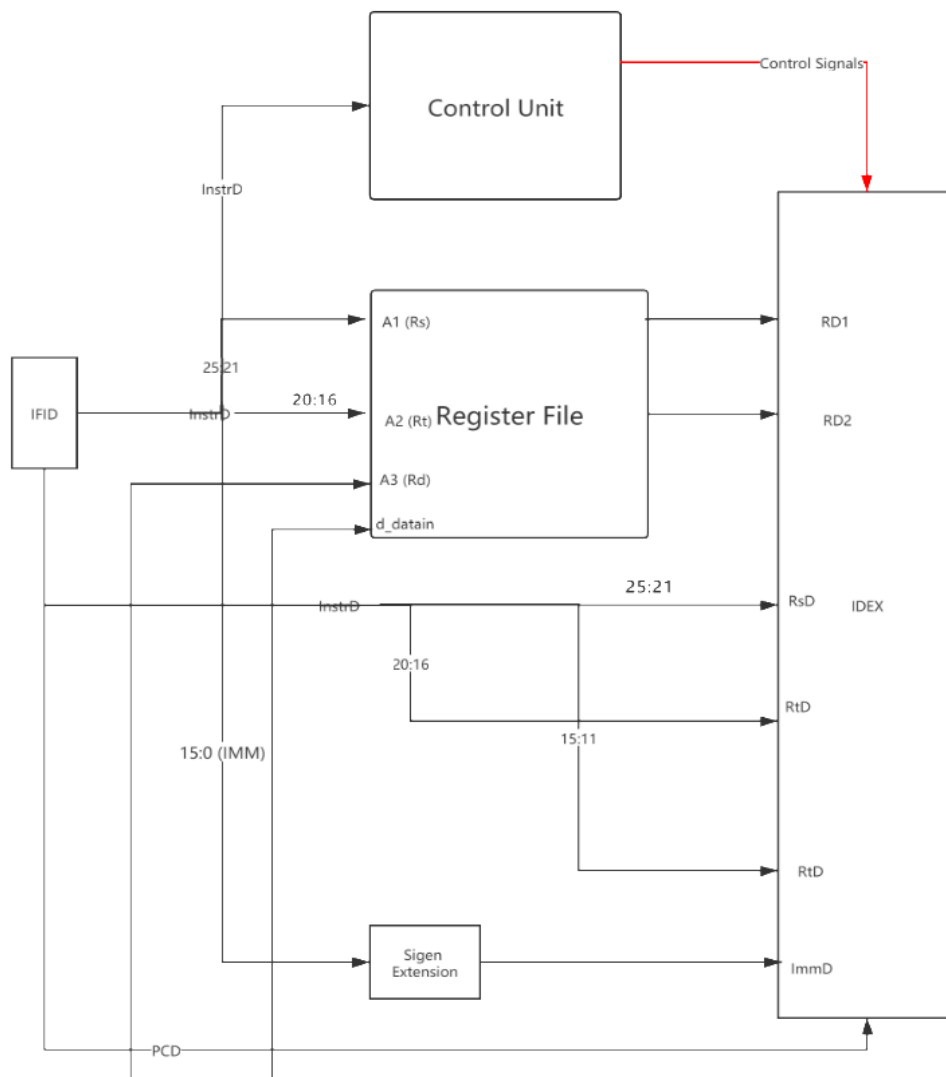 Control Unit
Control Signals
InstrD
A1 (Rs)
RD1
25:21
20:16
IFID
InstrD
A2 (Rt)
Register File
RD2
A3 (Rd)
d_datain
25:21
InstrD
RsD
IDEX
20:16
RtD
15:11
15:0 (IMM)
RtD
Sigen
Extension
ImmD
PCD